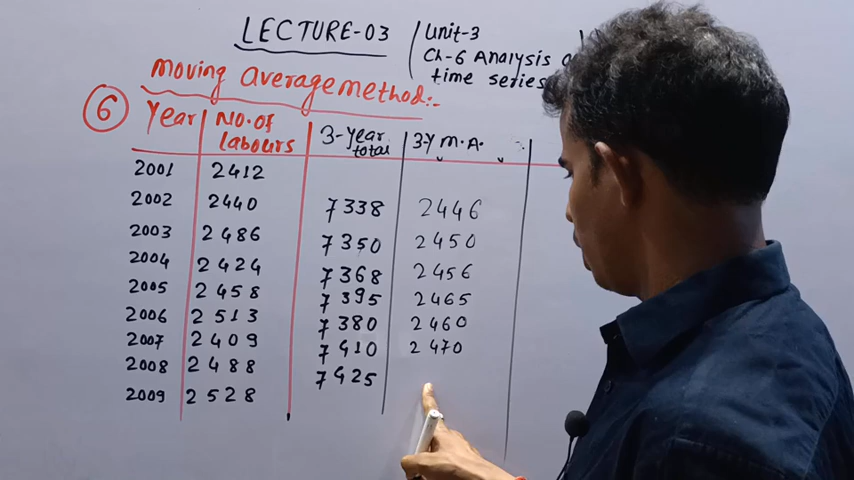 LECTURE-03
Unit-3
Ch-6 Analysis
time series
moving average method:-
6
Year NO. of labours 3-Year total 3-Y M.A.
2001 2412
2002 2440 7338 2446
2003 2486 7350 2450
2004 2424 7368 2456
2005 2458 7395 2465
2006 2513 7380 2460
2007 2409 7410 2470
2008 2488 7425
2009 2528